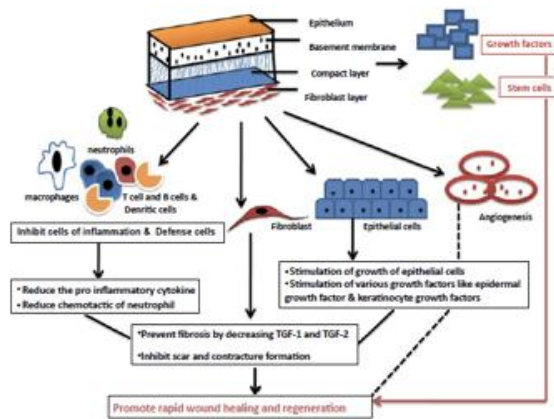 Epithelium
Basement membrane
Compact layer
Fibroblast layer
Growth factors
Stem cells
neutrophils
macrophages
T cell and B cells &
Denritic cells
Fibroblast
Epithelial cells
Angiogenesis
Inhibit cells of inflammation & Defense cells
•Reduce the pro inflammatory cytokine
•Reduce chemotactic of neutrophil
•Stimulation of growth of epithelial cells
•Stimulation of various growth factors like epidermal
growth factor & keratinocyte growth factors
•Prevent fibrosis by decreasing TGF-1 and TGF-2
•Inhibit scar and contracture formation
Promote rapid wound healing and regeneration